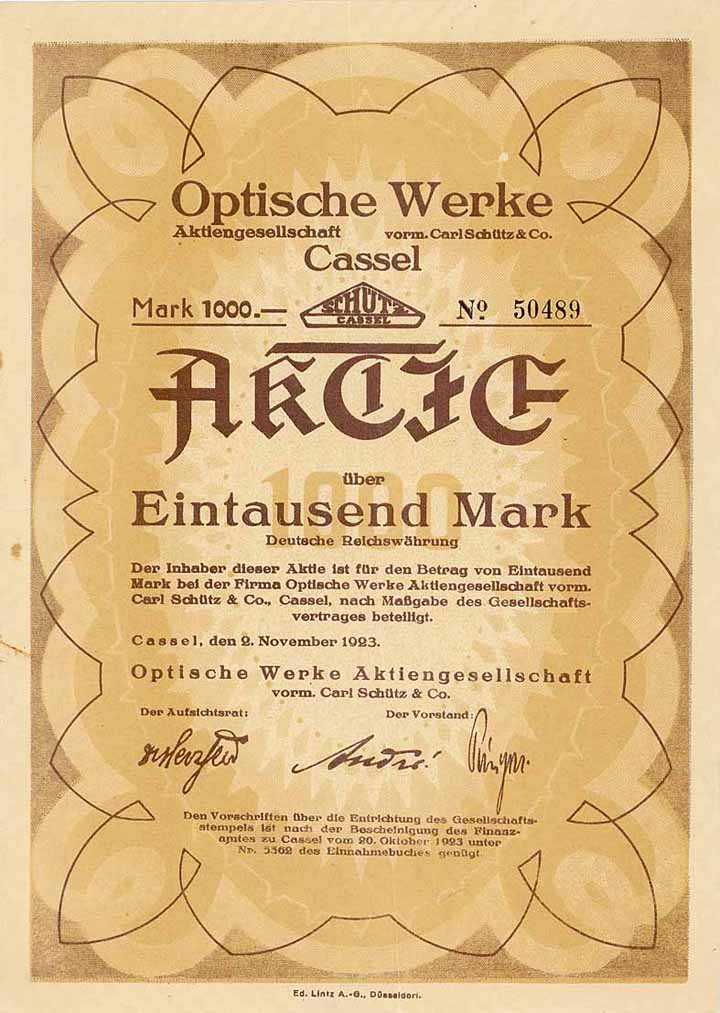 Optische Werke
Aktiengesellschaft vorm. Carl Schütz & Co.
Cassel
Mark 1000.— SCHÜTZ CASSEL Nº 50489
AKTIE
über
1000
Eintausend Mark
Deutsche Reichswährung
Der Inhaber dieser Aktie ist für den Betrag von Eintausend
Mark bei der Firma Optische Werke Aktiengesellschaft vorm.
Carl Schütz & Co., Cassel, nach Maßgabe des Gesellschafts-
vertrages beteiligt.
Cassel, den 2. November 1923.
Optische Werke Aktiengesellschaft
vorm. Carl Schütz & Co.
Der Aufsichtsrat: Der Vorstand:
André
Den Vorschriften über die Entrichtung des Gesellschafts-
stempels ist nach der Bescheinigung des Finanz-
amtes zu Cassel vom 20. Oktober 1923 unter
Nr. 5362 des Einnahmebuches genügt.
Ed. Lintz A.-G., Düsseldorf.